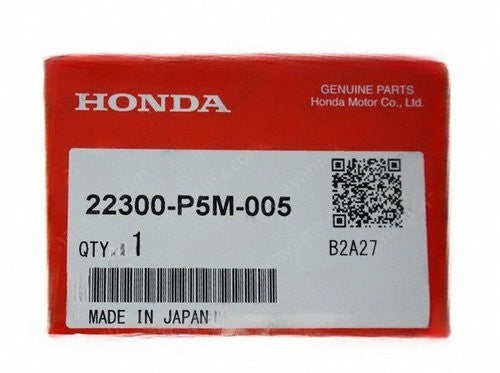 HONDA
GENUINE PARTS
Honda Motor Co., Ltd.
22300-P5M-005
QTY. 1
B2A27
MADE IN JAPAN